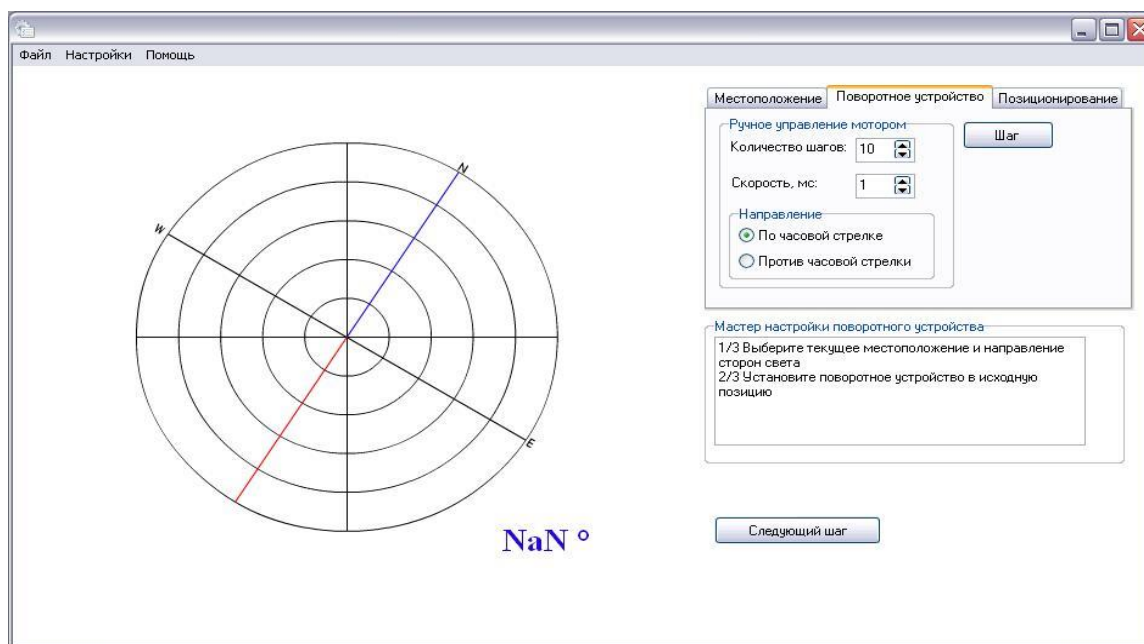 Файл Настройки Помощь
Местоположение Поворотное устройство Позиционирование
Ручное управление мотором
Количество шагов: 10
Шаг
Скорость, мс: 1
Направление
По часовой стрелке
Против часовой стрелки
N
W
E
Мастер настройки поворотного устройства
1/3 Выберите текущее местоположение и направление
сторон света
2/3 Установите поворотное устройство в исходную
позицию
NaN °
Следующий шаг